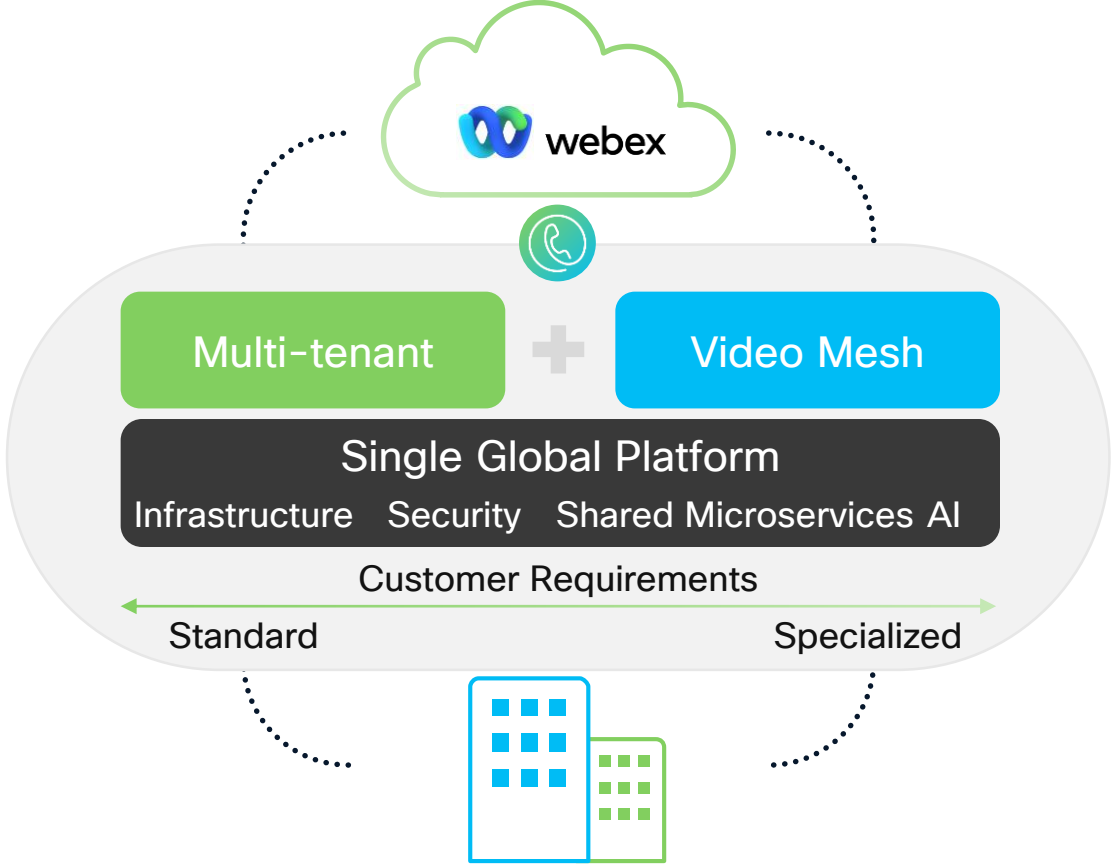 webex
Multi-tenant
Video Mesh
Single Global Platform
Infrastructure Security Shared Microservices AI
Customer Requirements
Standard
Specialized